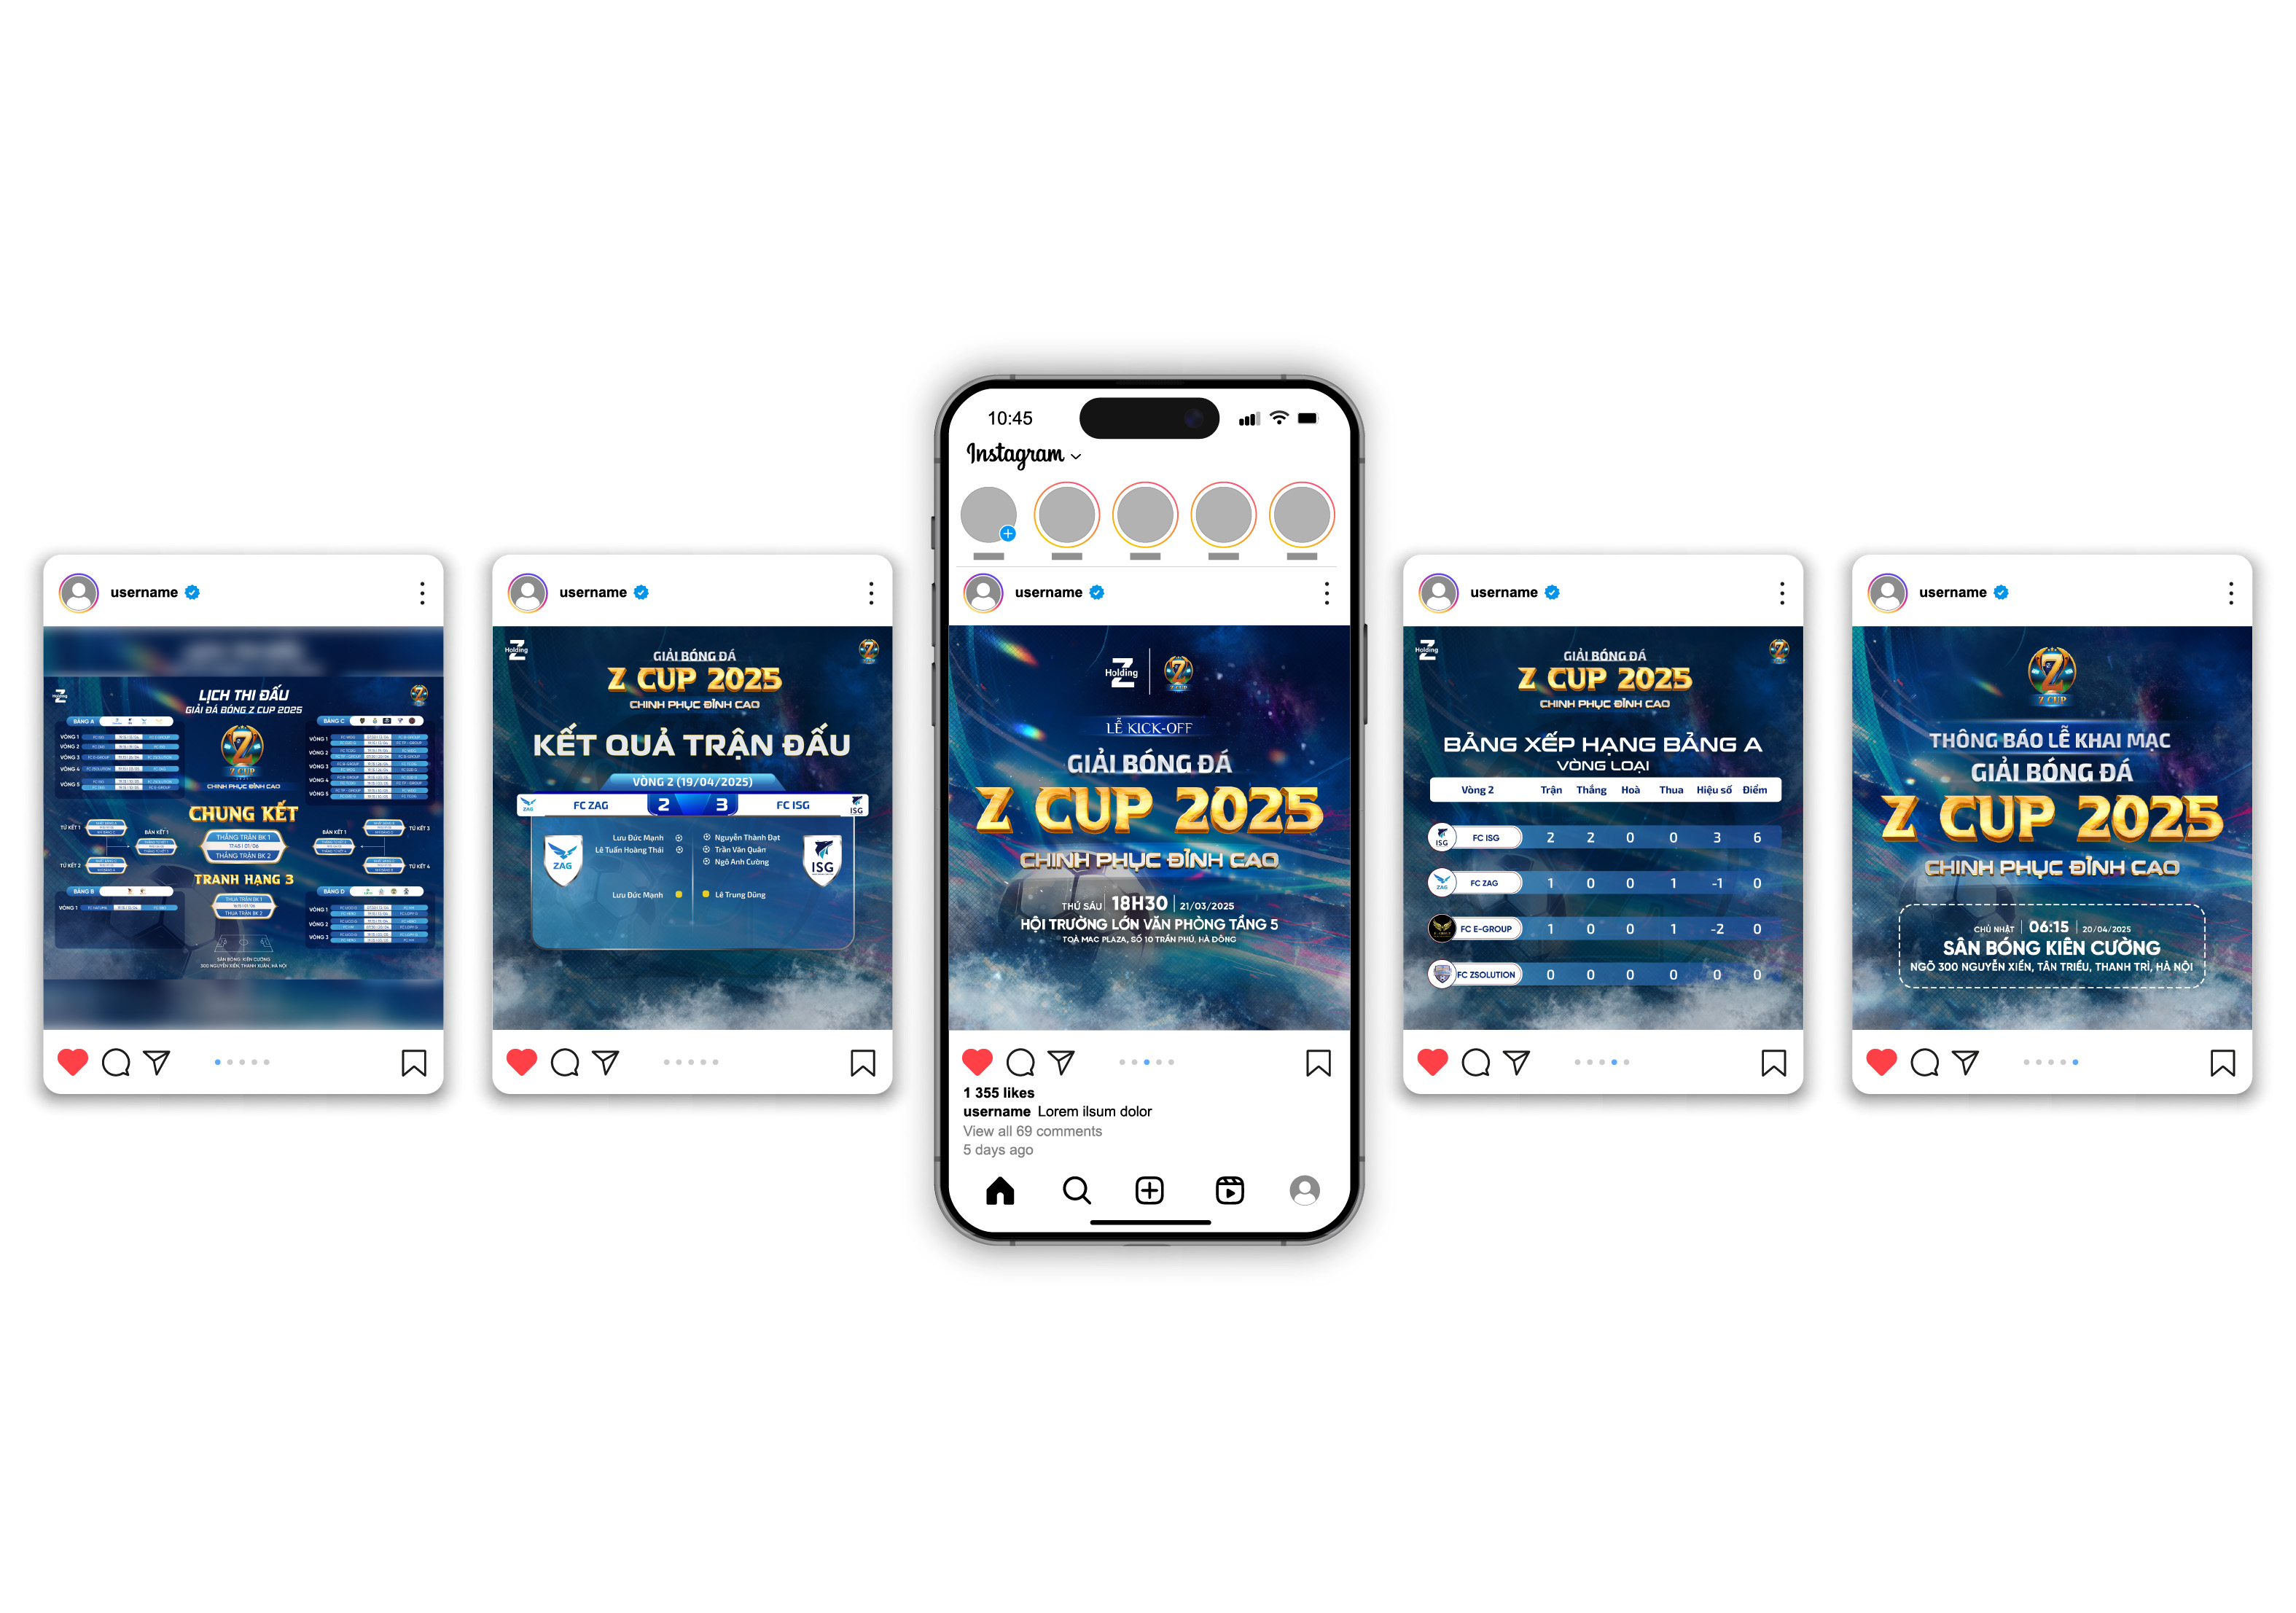 username
Z
Holding
LỊCH THI ĐẤU
GIẢI ĐÁ BÓNG Z CUP 2025
BẢNG A
VÒNG 1
VÒNG 2
VÒNG 3
VÒNG 4
VÒNG 5
Z CUP
CHINH PHỤC ĐỈNH CAO
BẢNG C
VÒNG 1
VÒNG 2
VÒNG 3
VÒNG 4
VÒNG 5
CHUNG KẾT
THẮNG TRẬN BK 1
17:45 | 01/06
THẮNG TRẬN BK 2
TỨ KẾT 1
BÁN KẾT 1
TỨ KẾT 2
BÁN KẾT 1
TỨ KẾT 3
TỨ KẾT 4
TRANH HẠNG 3
THUA TRẬN BK 1
THUA TRẬN BK 2
BẢNG B
VÒNG 1
BẢNG D
VÒNG 1
VÒNG 2
VÒNG 3
SÂN BÓNG KIÊN CƯỜNG
300 NGUYỄN XIỂN, THANH XUÂN, HÀ NỘI
username
Z
Holding
GIẢI BÓNG ĐÁ
Z CUP 2025
CHINH PHỤC ĐỈNH CAO
KẾT QUẢ TRẬN ĐẤU
VÒNG 2 (19/04/2025)
ZAG FC ZAG 2 3 FC ISG ISG
Lưu Đức Mạnh
Lê Tuấn Hoàng Thái
Nguyễn Thành Đạt
Trần Văn Quân
Ngô Anh Cường
ZAG
ISG
Lưu Đức Mạnh
Lê Trung Dũng
10:45
Instagram
username
Z
Holding
Z CUP
LỄ KICK-OFF
GIẢI BÓNG ĐÁ
Z CUP 2025
CHINH PHỤC ĐỈNH CAO
THỨ SÁU | 18H30 | 21/03/2025
HỘI TRƯỜNG LỚN VĂN PHÒNG TẦNG 5
TOÀ MAC PLAZA, SỐ 10 TRẦN PHÚ, HÀ ĐÔNG
1 355 likes
username Lorem ilsum dolor
View all 69 comments
5 days ago
username
Z
Holding
GIẢI BÓNG ĐÁ
Z CUP 2025
CHINH PHỤC ĐỈNH CAO
BẢNG XẾP HẠNG BẢNG A
VÒNG LOẠI
Vòng 2 Trận Thắng Hoà Thua Hiệu số Điểm
ISG FC ISG 2 2 0 0 3 6
ZAG FC ZAG 1 0 0 1 -1 0
FC E-GROUP 1 0 0 1 -2 0
FC ZSOLUTION 0 0 0 0 0 0
username
Z CUP
THÔNG BÁO LỄ KHAI MẠC
GIẢI BÓNG ĐÁ
Z CUP 2025
CHINH PHỤC ĐỈNH CAO
CHỦ NHẬT | 06:15 | 20/04/2025
SÂN BÓNG KIÊN CƯỜNG
NGÕ 300 NGUYỄN XIỂN, TÂN TRIỀU, THANH TRÌ, HÀ NỘI